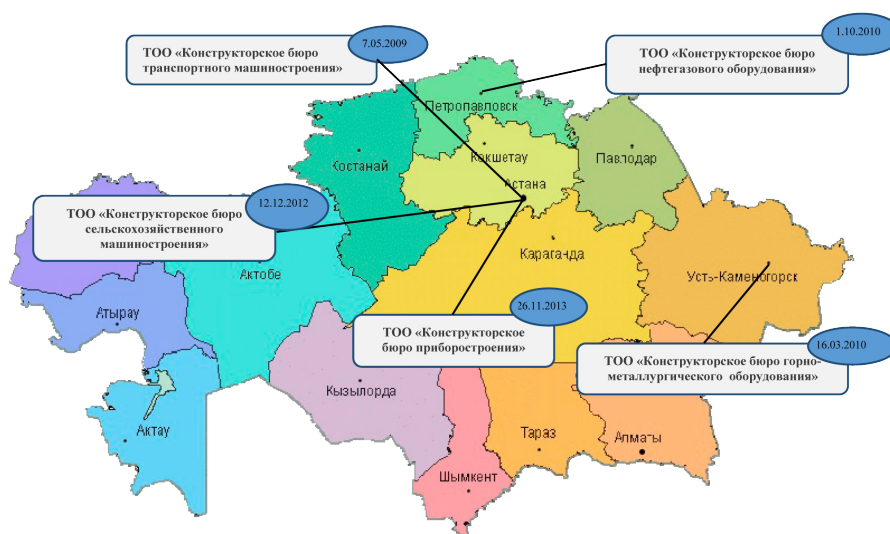 7.05.2009
ТОО «Конструкторское бюро
транспортного машиностроения»
1.10.2010
ТОО «Конструкторское бюро
нефтегазового оборудования»
Петропавловск
Костанай
Кокшетау
Павлодар
Астана
12.12.2012
ТОО «Конструкторское бюро
сельскохозяйственного
машиностроения»
Караганда
Актобе
Усть-Каменогорск
Атырау
26.11.2013
ТОО «Конструкторское
бюро приборостроения»
16.03.2010
ТОО «Конструкторское бюро горно-
металлургического оборудования»
Кызылорда
Актау
Тараз
Алматы
Шымкент